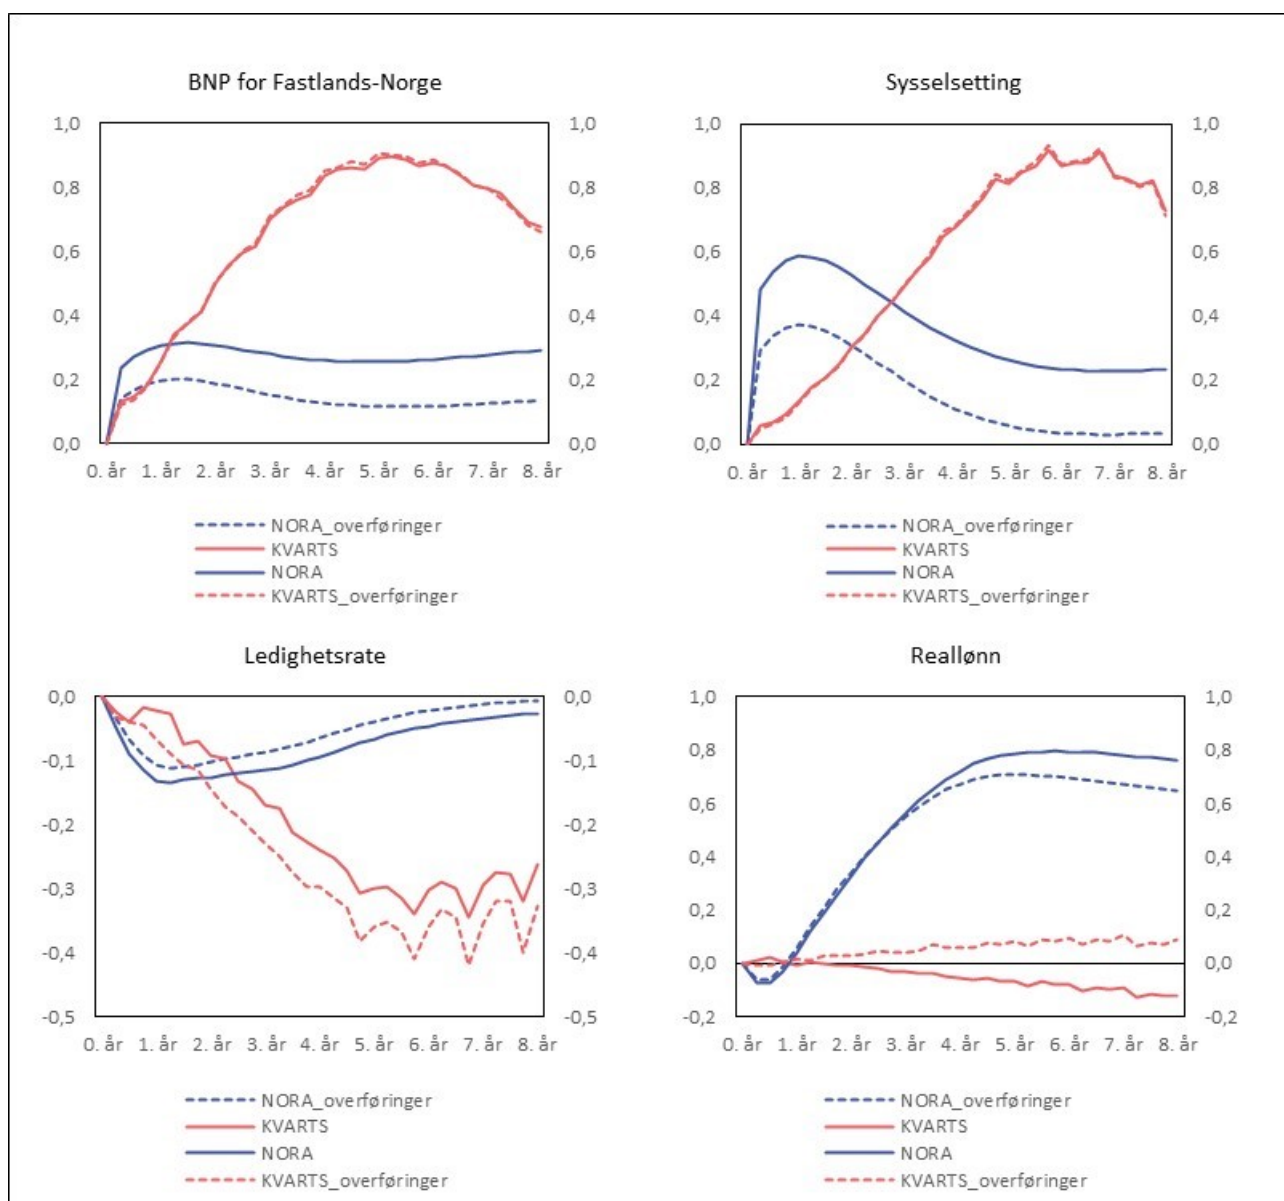 BNP for Fastlands-Norge
1,0 1,0
0,8 0,8
0,6 0,6
0,4 0,4
0,2 0,2
0,0 0,0
0. år 1. år 2. år 3. år 4. år 5. år 6. år 7. år 8. år
NORA_overføringer
KVARTS
NORA
KVARTS_overføringer
Sysselsetting
1,0 1,0
0,8 0,8
0,6 0,6
0,4 0,4
0,2 0,2
0,0 0,0
0. år 1. år 2. år 3. år 4. år 5. år 6. år 7. år 8. år
NORA_overføringer
KVARTS
NORA
KVARTS_overføringer
Ledighetsrate
0,0 0,0
-0,1 -0,1
-0,2 -0,2
-0,3 -0,3
-0,4 -0,4
-0,5 -0,5
0. år 1. år 2. år 3. år 4. år 5. år 6. år 7. år 8. år
NORA_overføringer
KVARTS
NORA
KVARTS_overføringer
Reallønn
1,0 1,0
0,8 0,8
0,6 0,6
0,4 0,4
0,2 0,2
0,0 0,0
-0,2 -0,2
0. år 1. år 2. år 3. år 4. år 5. år 6. år 7. år 8. år
NORA_overføringer
KVARTS
NORA
KVARTS_overføringer